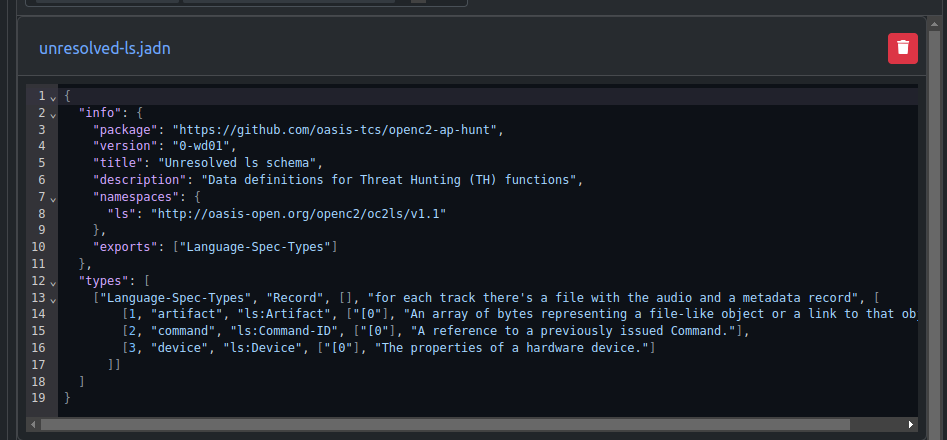 unresolved-ls.jadn
1 {
2 "info": {
3 "package": "https://github.com/oasis-tcs/openc2-ap-hunt",
4 "version": "0-wd01",
5 "title": "Unresolved ls schema",
6 "description": "Data definitions for Threat Hunting (TH) functions",
7 "namespaces": {
8 "ls": "http://oasis-open.org/openc2/oc2ls/v1.1"
9 },
10 "exports": ["Language-Spec-Types"]
11 },
12 "types": [
13 ["Language-Spec-Types", "Record", [], "for each track there's a file with the audio and a metadata record", [
14 [1, "artifact", "ls:Artifact", ["[0"], "An array of bytes representing a file-like object or a link to that ob
15 [2, "command", "ls:Command-ID", ["[0"], "A reference to a previously issued Command."],
16 [3, "device", "ls:Device", ["[0"], "The properties of a hardware device."]
17 ]]
18 ]
19 }